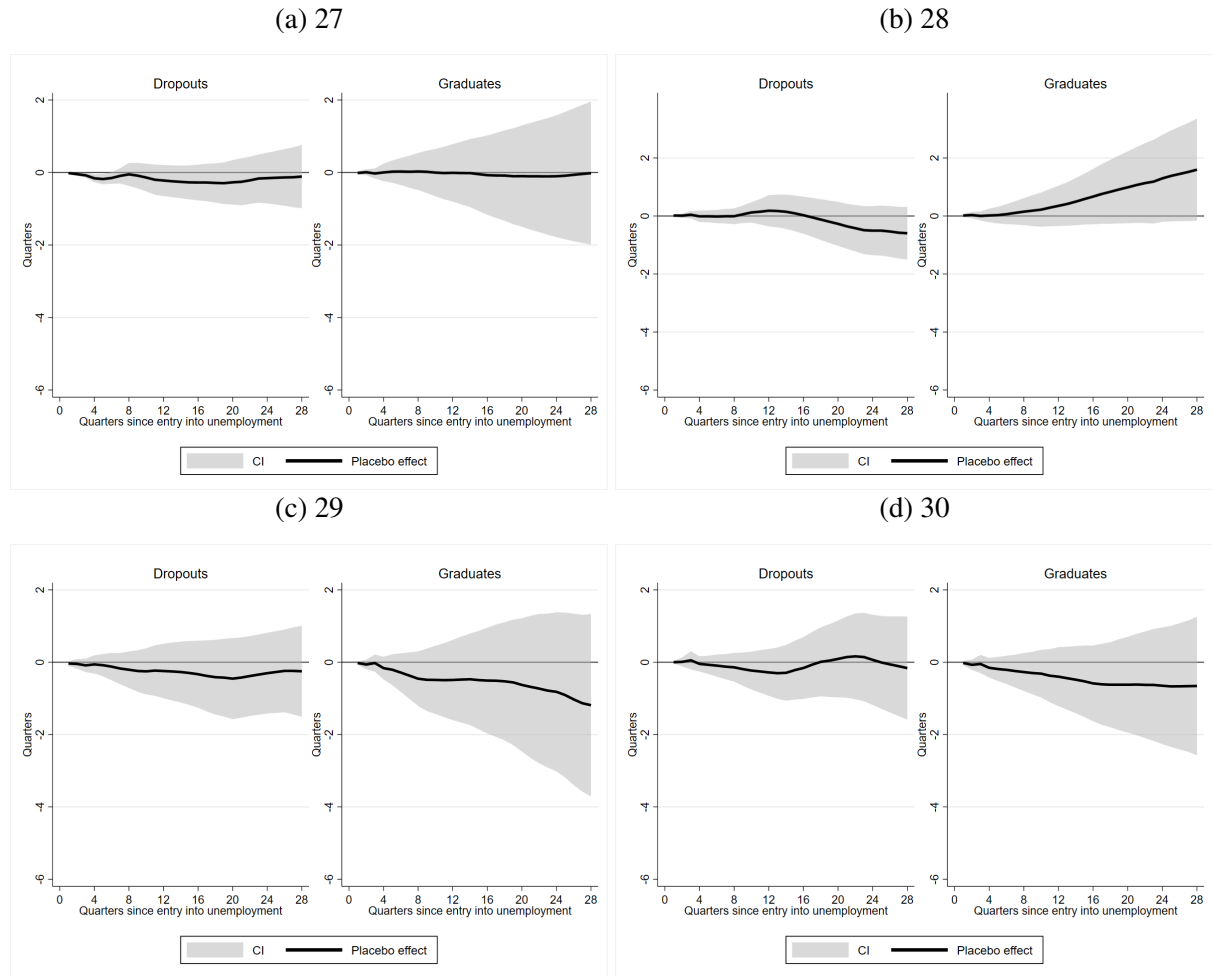 (a) 27
Dropouts
Graduates
Quarters
2
0
-2
-4
-6
0 4 8 12 16 20 24 28
Quarters since entry into unemployment
Quarters
2
0
-2
-4
-6
0 4 8 12 16 20 24 28
Quarters since entry into unemployment
CI
Placebo effect
(b) 28
Dropouts
Graduates
Quarters
2
0
-2
-4
-6
0 4 8 12 16 20 24 28
Quarters since entry into unemployment
Quarters
2
0
-2
-4
-6
0 4 8 12 16 20 24 28
Quarters since entry into unemployment
CI
Placebo effect
(c) 29
Dropouts
Graduates
Quarters
2
0
-2
-4
-6
0 4 8 12 16 20 24 28
Quarters since entry into unemployment
Quarters
2
0
-2
-4
-6
0 4 8 12 16 20 24 28
Quarters since entry into unemployment
CI
Placebo effect
(d) 30
Dropouts
Graduates
Quarters
2
0
-2
-4
-6
0 4 8 12 16 20 24 28
Quarters since entry into unemployment
Quarters
2
0
-2
-4
-6
0 4 8 12 16 20 24 28
Quarters since entry into unemployment
CI
Placebo effect